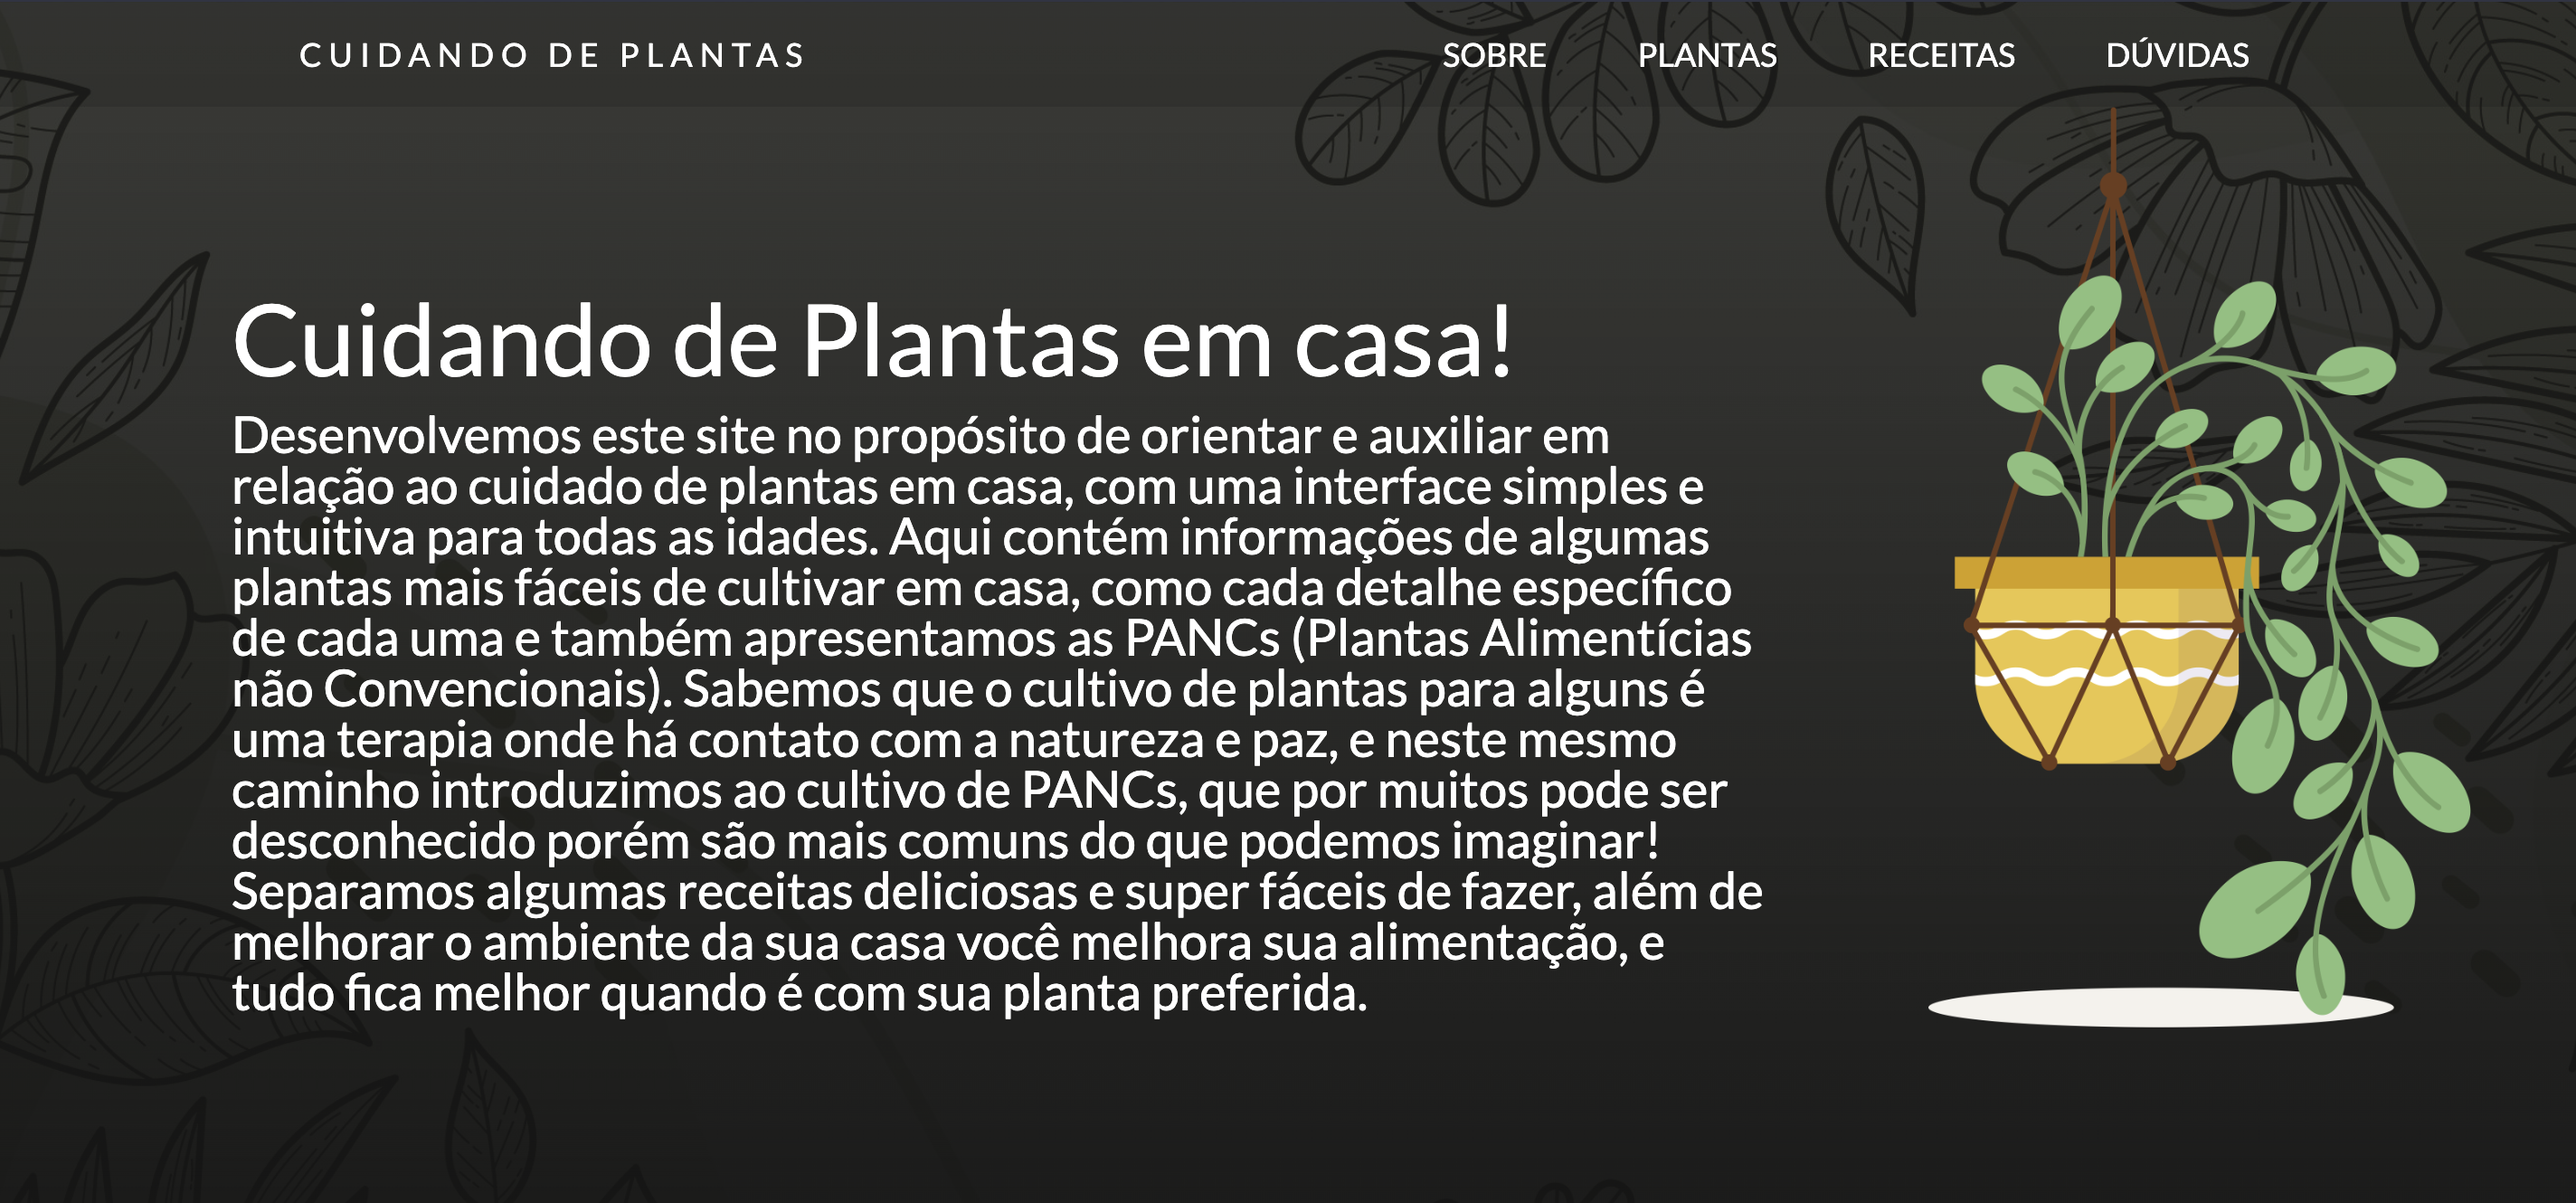 CUIDANDO DE PLANTAS
SOBRE PLANTAS RECEITAS DÚVIDAS
Cuidando de Plantas em casa!
Desenvolvemos este site no propósito de orientar e auxiliar em
relação ao cuidado de plantas em casa, com uma interface simples e
intuitiva para todas as idades. Aqui contém informações de algumas
plantas mais fáceis de cultivar em casa, como cada detalhe específico
de cada uma e também apresentamos as PANCs (Plantas Alimentícias
não Convencionais). Sabemos que o cultivo de plantas para alguns é
uma terapia onde há contato com a natureza e paz, e neste mesmo
caminho introduzimos ao cultivo de PANCs, que por muitos pode ser
desconhecido porém são mais comuns do que podemos imaginar!
Separamos algumas receitas deliciosas e super fáceis de fazer, além de
melhorar o ambiente da sua casa você melhora sua alimentação, e
tudo fica melhor quando é com sua planta preferida.